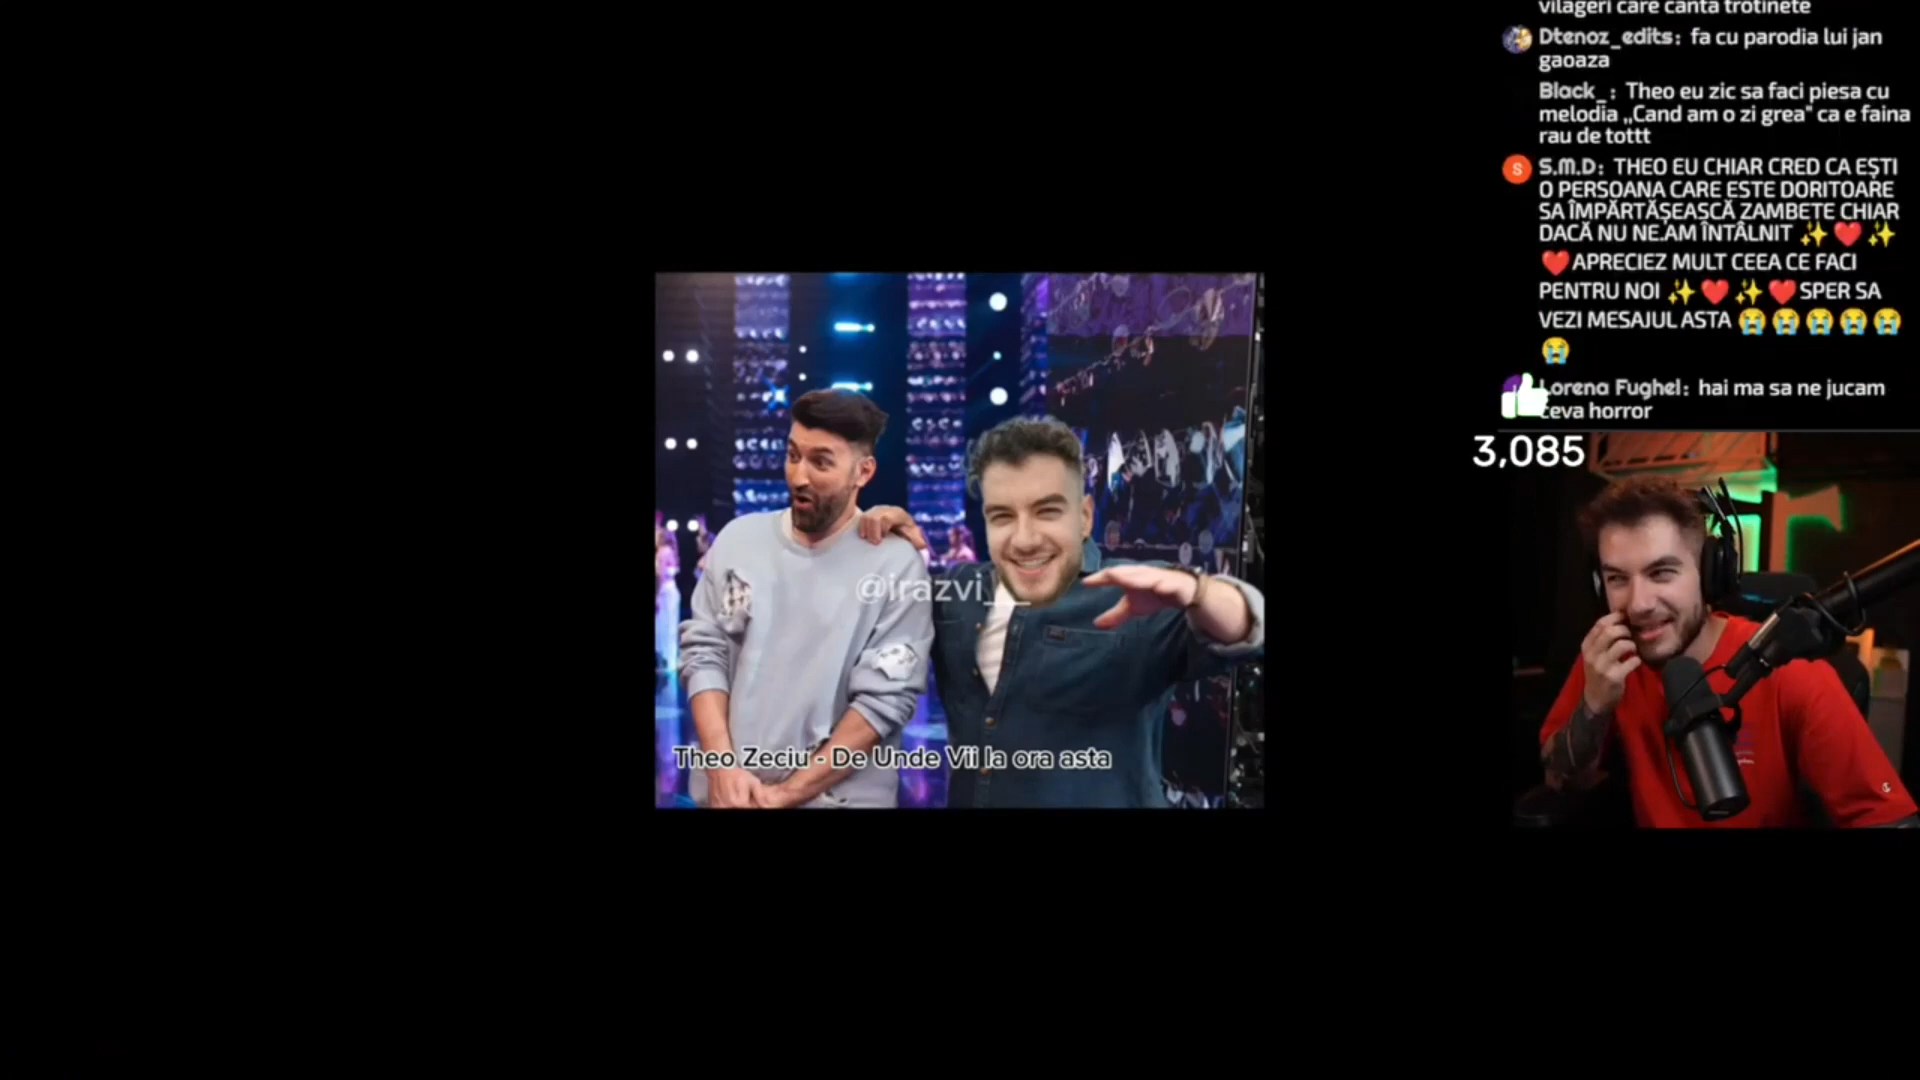 vilageri care canta trotinete
Dtenoz_edits: fa cu parodia lui jan
gaoaza
Black_: Theo eu zic sa faci piesa cu
melodia ,,Cand am o zi grea" ca e faina
rau de tottt
S
S.M.D: THEO EU CHIAR CRED CA EȘTI
O PERSOANA CARE ESTE DORITOARE
SA ÎMPĂRTĂȘEASCĂ ZAMBETE CHIAR
DACĂ NU NE.AM ÎNTÂLNIT ✨❤️✨
❤️APRECIEZ MULT CEEA CE FACI
PENTRU NOI ✨❤️✨❤️SPER SA
VEZI MESAJUL ASTA 😭😭😭😭😭
😭
Lorena Fughel: hai ma sa ne jucam
ceva horror
3,085
@irazvi__
Theo Zeciu - De Unde Vii la ora asta